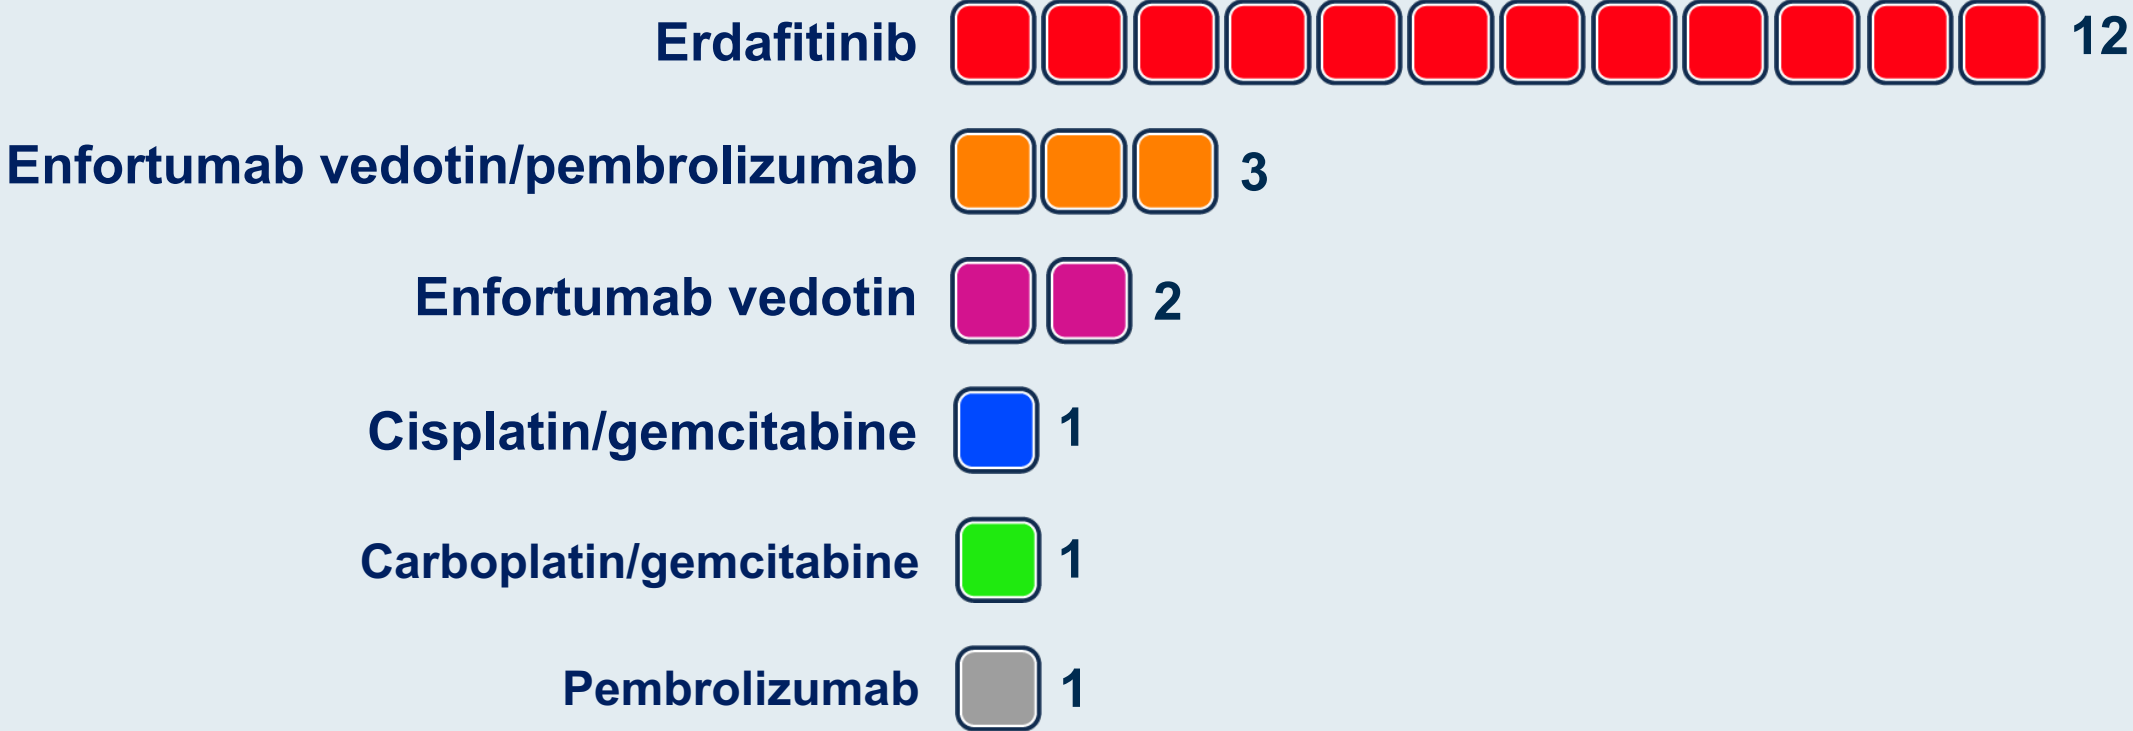 Erdafitinib 12
Enfortumab vedotin/pembrolizumab 3
Enfortumab vedotin 2
Cisplatin/gemcitabine 1
Carboplatin/gemcitabine 1
Pembrolizumab 1